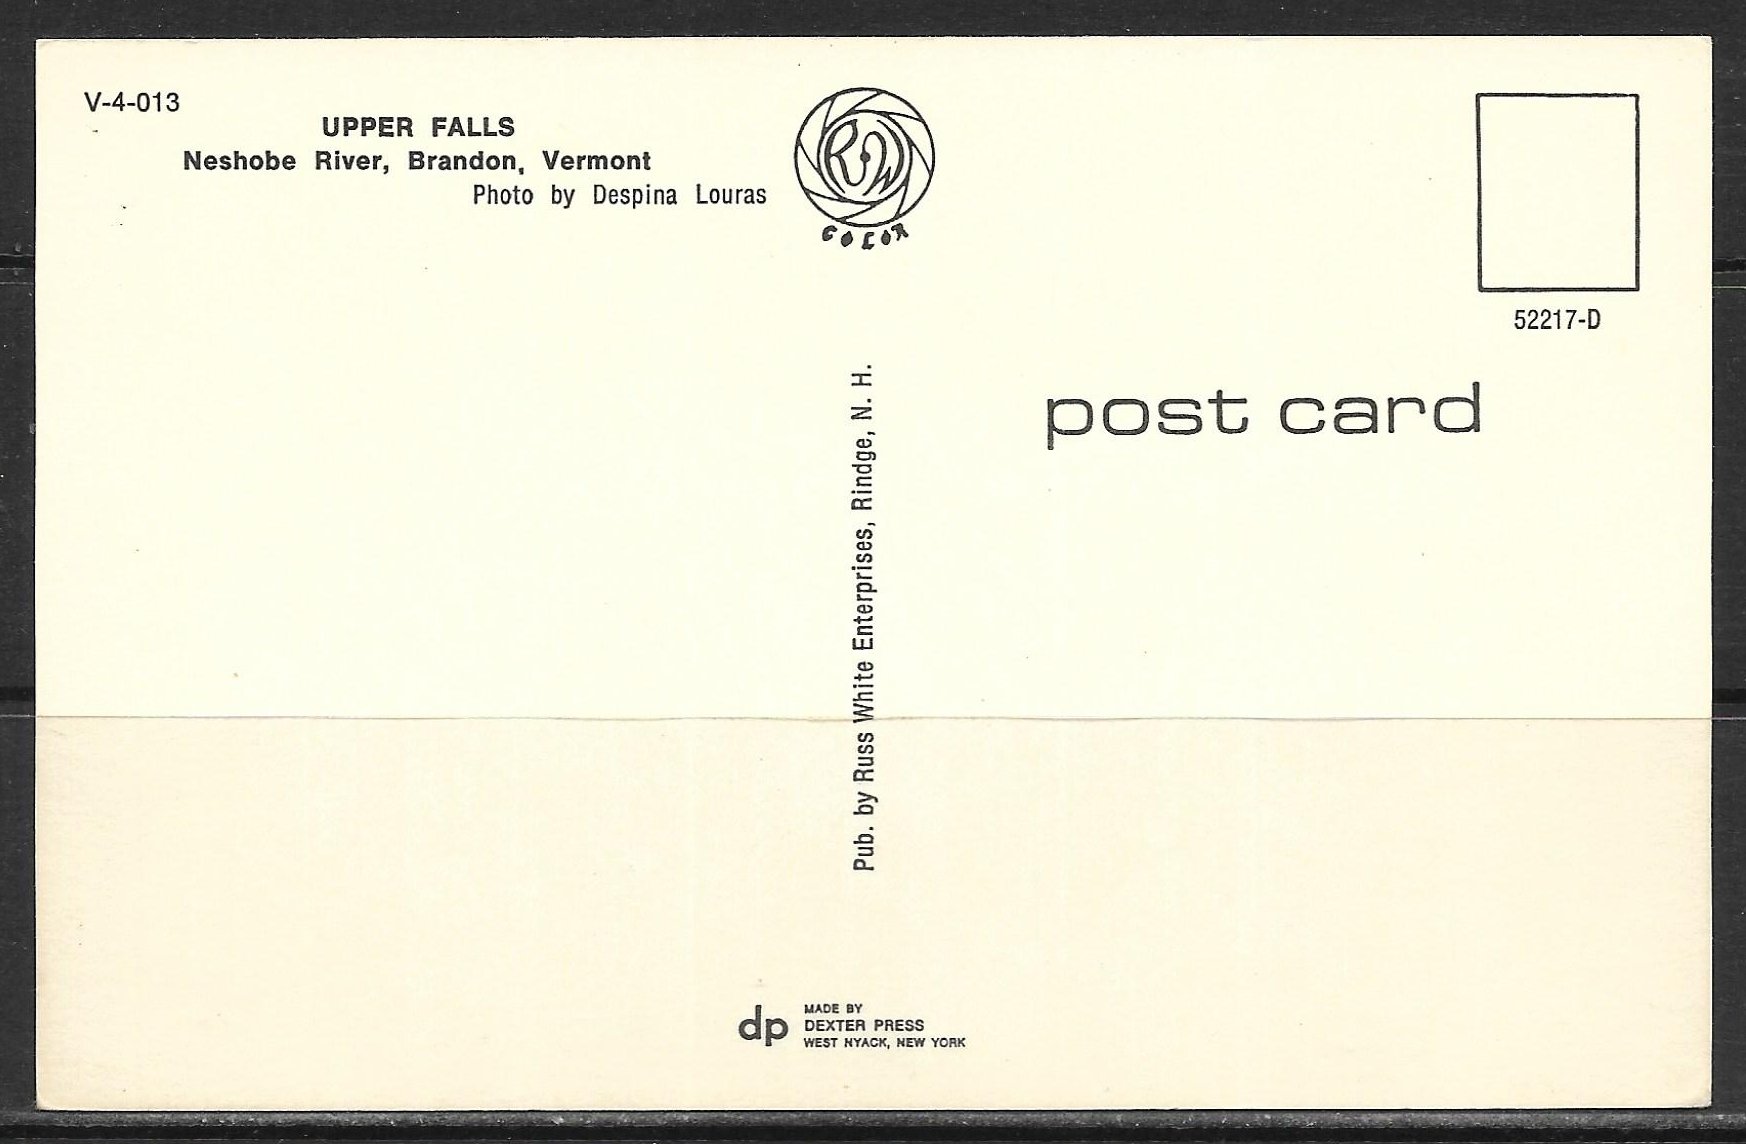 V-4-013
UPPER FALLS
Neshobe River, Brandon, Vermont
Photo by Despina Louras
RW
COLOR
52217-D
post card
Pub. by Russ White Enterprises, Rindge, N. H.
dp
MADE BY
DEXTER PRESS
WEST NYACK, NEW YORK